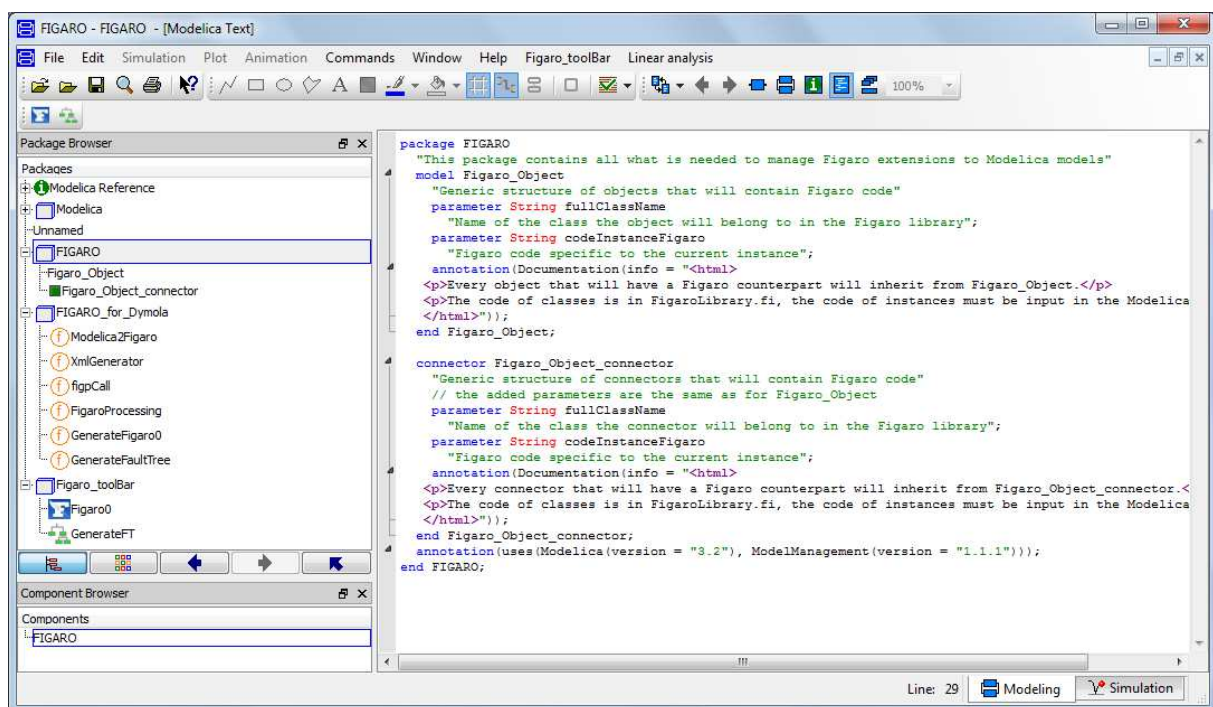 FIGARO - FIGARO - [Modelica Text]
File Edit Simulation Plot Animation Commands Window Help Figaro_toolBar Linear analysis
100%
Package Browser
Packages
Modelica Reference
Modelica
Unnamed
FIGARO
Figaro_Object
Figaro_Object_connector
FIGARO_for_Dymola
Modelica2Figaro
XmlGenerator
figpCall
FigaroProcessing
GenerateFigaro0
GenerateFaultTree
Figaro_toolBar
Figaro0
GenerateFT
Component Browser
Components
FIGARO
package FIGARO
"This package contains all what is needed to manage Figaro extensions to Modelica models"
model Figaro_Object
"Generic structure of objects that will contain Figaro code"
parameter String fullClassName
"Name of the class the object will belong to in the Figaro library";
parameter String codeInstanceFigaro
"Figaro code specific to the current instance";
annotation(Documentation(info = "<html>
<p>Every object that will have a Figaro counterpart will inherit from Figaro_Object.</p>
<p>The code of classes is in FigaroLibrary.fi, the code of instances must be input in the Modelica
</html>"));
end Figaro_Object;
connector Figaro_Object_connector
"Generic structure of connectors that will contain Figaro code"
// the added parameters are the same as for Figaro_Object
parameter String fullClassName
"Name of the class the connector will belong to in the Figaro library";
parameter String codeInstanceFigaro
"Figaro code specific to the current instance";
annotation(Documentation(info = "<html>
<p>Every connector that will have a Figaro counterpart will inherit from Figaro_Object_connector.<
<p>The code of classes is in FigaroLibrary.fi, the code of instances must be input in the Modelica
</html>"));
end Figaro_Object_connector;
annotation(uses(Modelica(version = "3.2"), ModelManagement(version = "1.1.1")));
end FIGARO;
Line: 29 Modeling Simulation